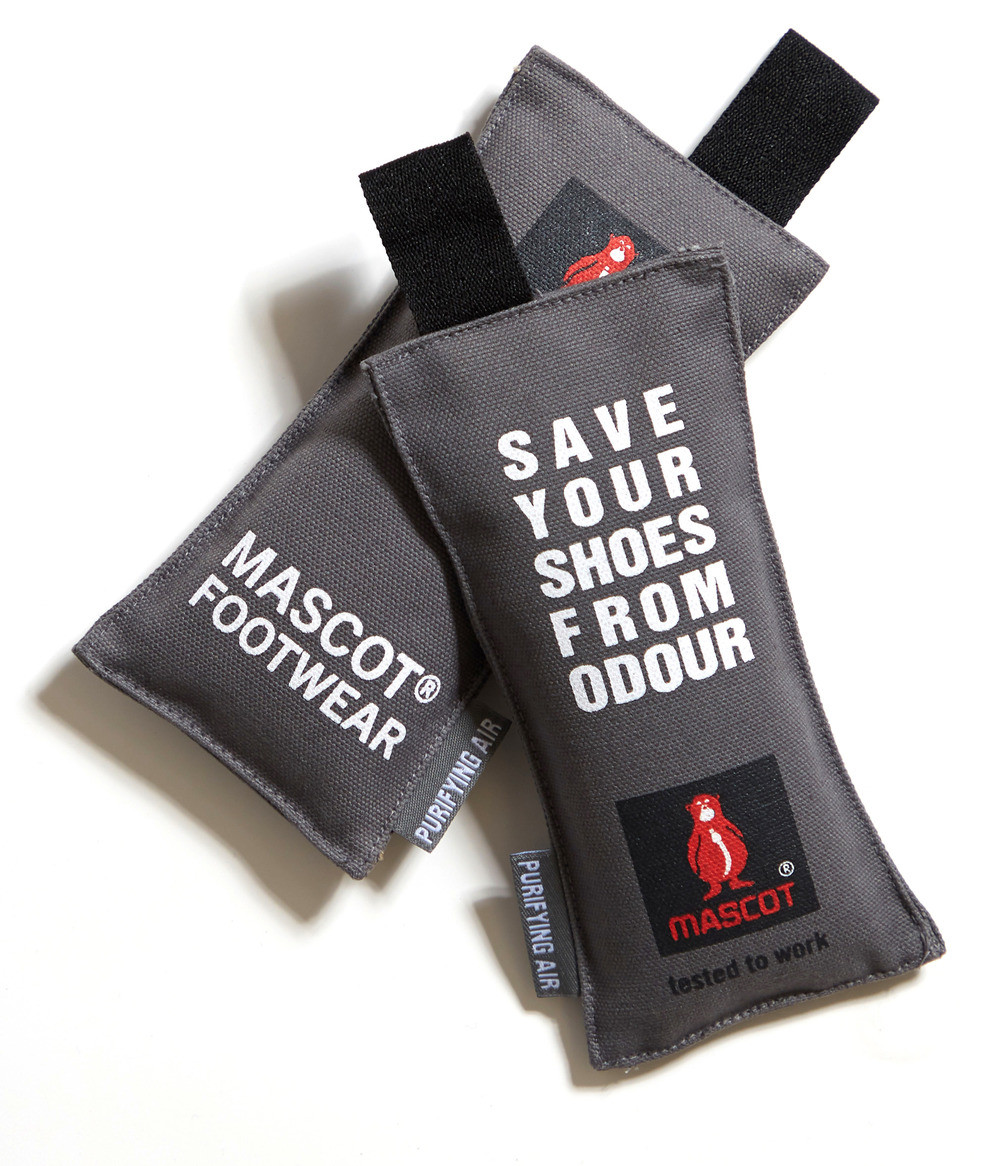 SAVE
YOUR
SHOES
FROM
ODOUR
MASCOT®
tested to work
PURIFYING AIR
MASCOT®
FOOTWEAR
PURIFYING AIR